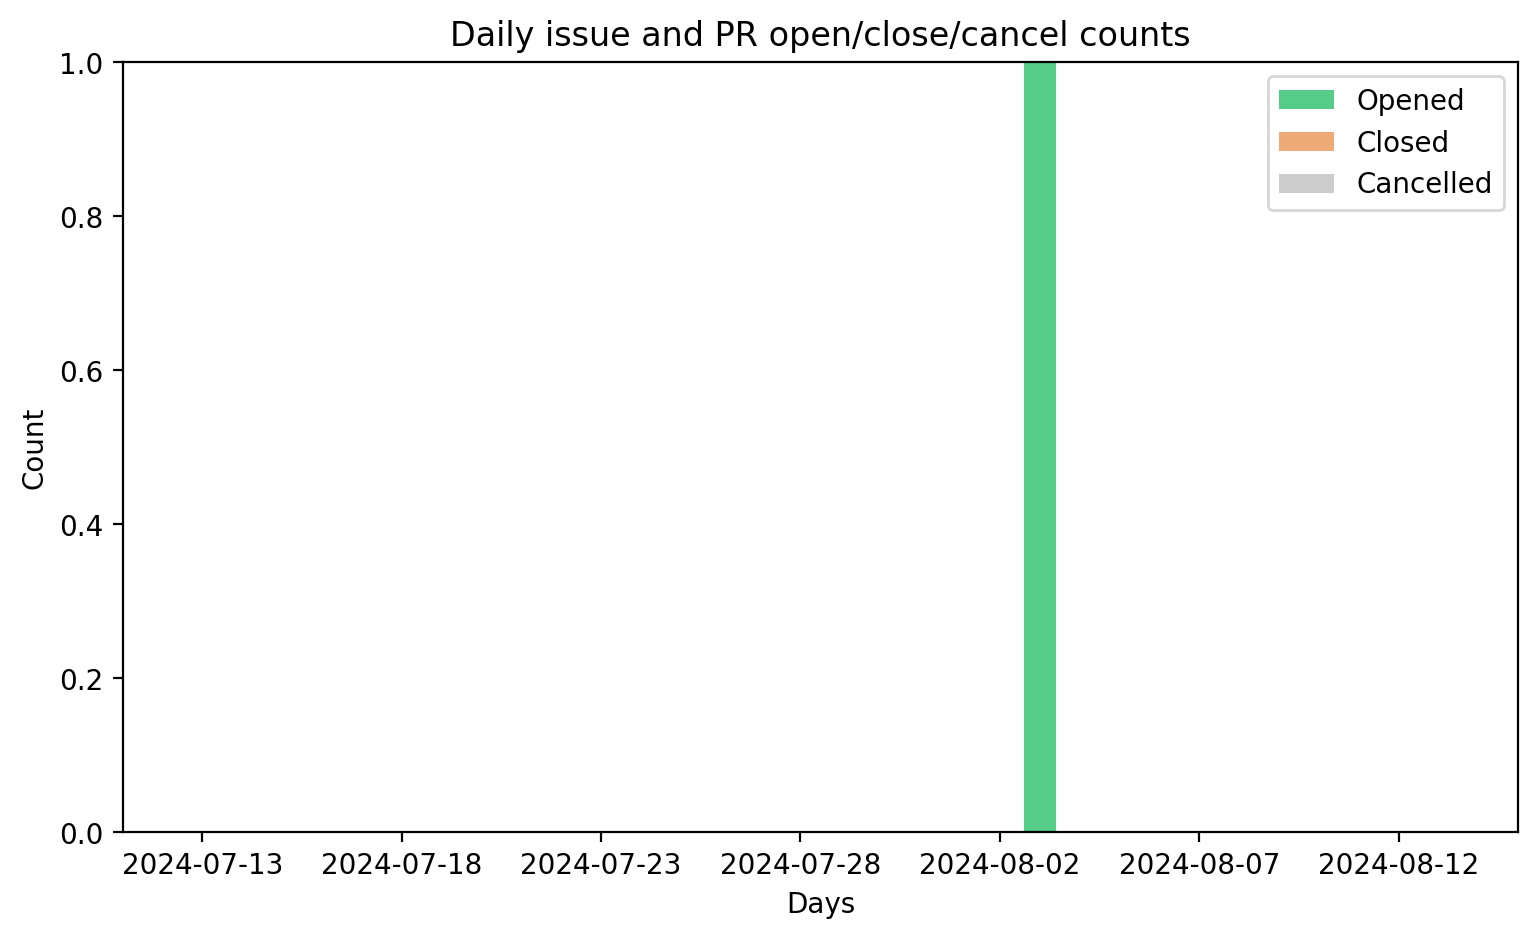 Daily issue and PR open/close/cancel counts
1.0
0.8
0.6
0.4
0.2
0.0
Count
Opened
Closed
Cancelled
2024-07-13 2024-07-18 2024-07-23 2024-07-28 2024-08-02 2024-08-07 2024-08-12
Days